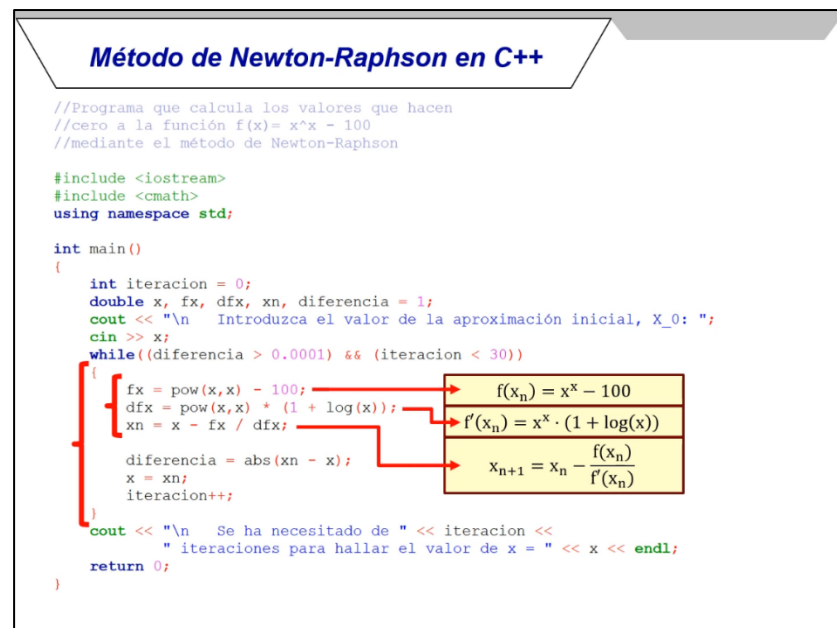 Método de Newton-Raphson en C++
//Programa que calcula los valores que hacen
//cero a la función f(x)= x^x - 100
//mediante el método de Newton-Raphson
#include <iostream>
#include <cmath>
using namespace std;
int main()
{
int iteracion = 0;
double x, fx, dfx, xn, diferencia = 1;
cout << "\n   Introduzca el valor de la aproximación inicial, X_0: ";
cin >> x;
while((diferencia > 0.0001) && (iteracion < 30))
{
fx = pow(x,x) - 100;
dfx = pow(x,x) * (1 + log(x));
xn = x - fx / dfx;
diferencia = abs(xn - x);
x = xn;
iteracion++;
}
cout << "\n   Se ha necesitado de " << iteracion <<
" iteraciones para hallar el valor de x = " << x << endl;
return 0;
}
f(xₙ) = xˣ − 100
f′(xₙ) = xˣ · (1 + log(x))
xₙ₊₁ = xₙ − f(xₙ) / f′(xₙ)